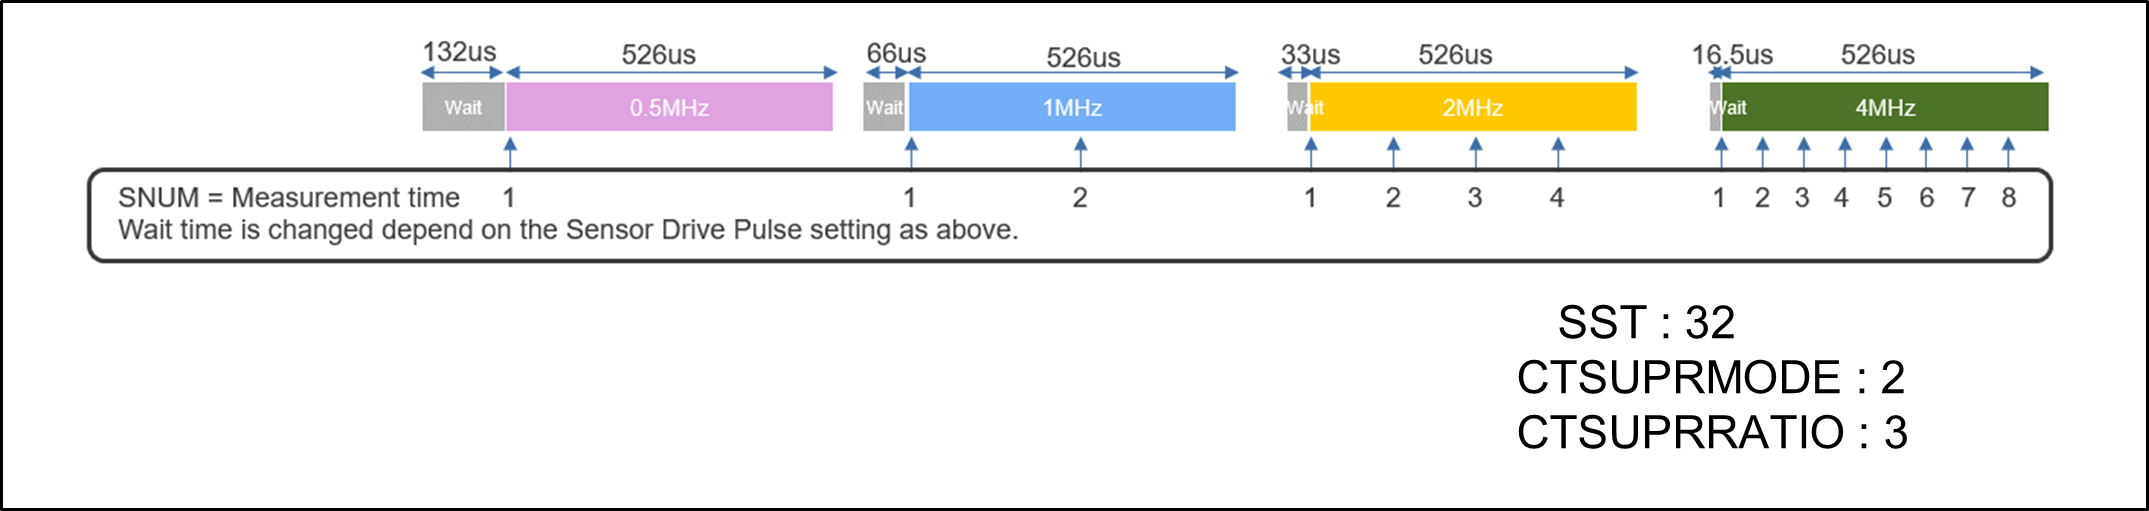 132us 526us 66us 526us 33us 526us 16.5us 526us
Wait 0.5MHz Wait 1MHz Wait 2MHz Wait 4MHz
SNUM = Measurement time 1 1 2 1 2 3 4 1 2 3 4 5 6 7 8
Wait time is changed depend on the Sensor Drive Pulse setting as above.
SST : 32
CTSUPRMODE : 2
CTSUPRRATIO : 3